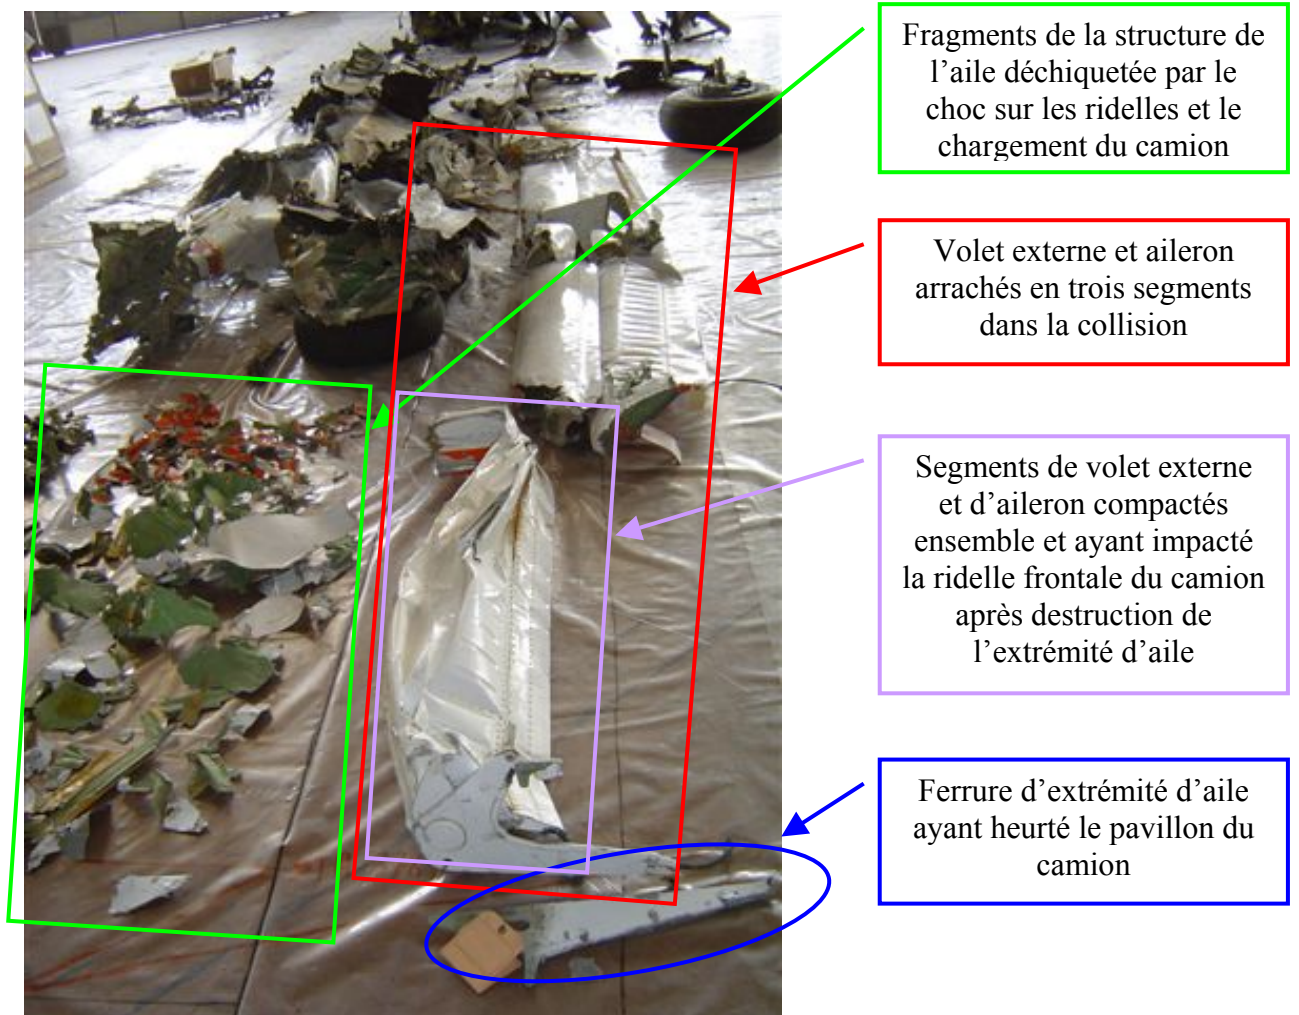 Fragments de la structure de
l’aile déchiquetée par le
choc sur les ridelles et le
chargement du camion
Volet externe et aileron
arrachés en trois segments
dans la collision
Segments de volet externe
et d’aileron compactés
ensemble et ayant impacté
la ridelle frontale du camion
après destruction de
l’extrémité d’aile
Ferrure d’extrémité d’aile
ayant heurté le pavillon du
camion